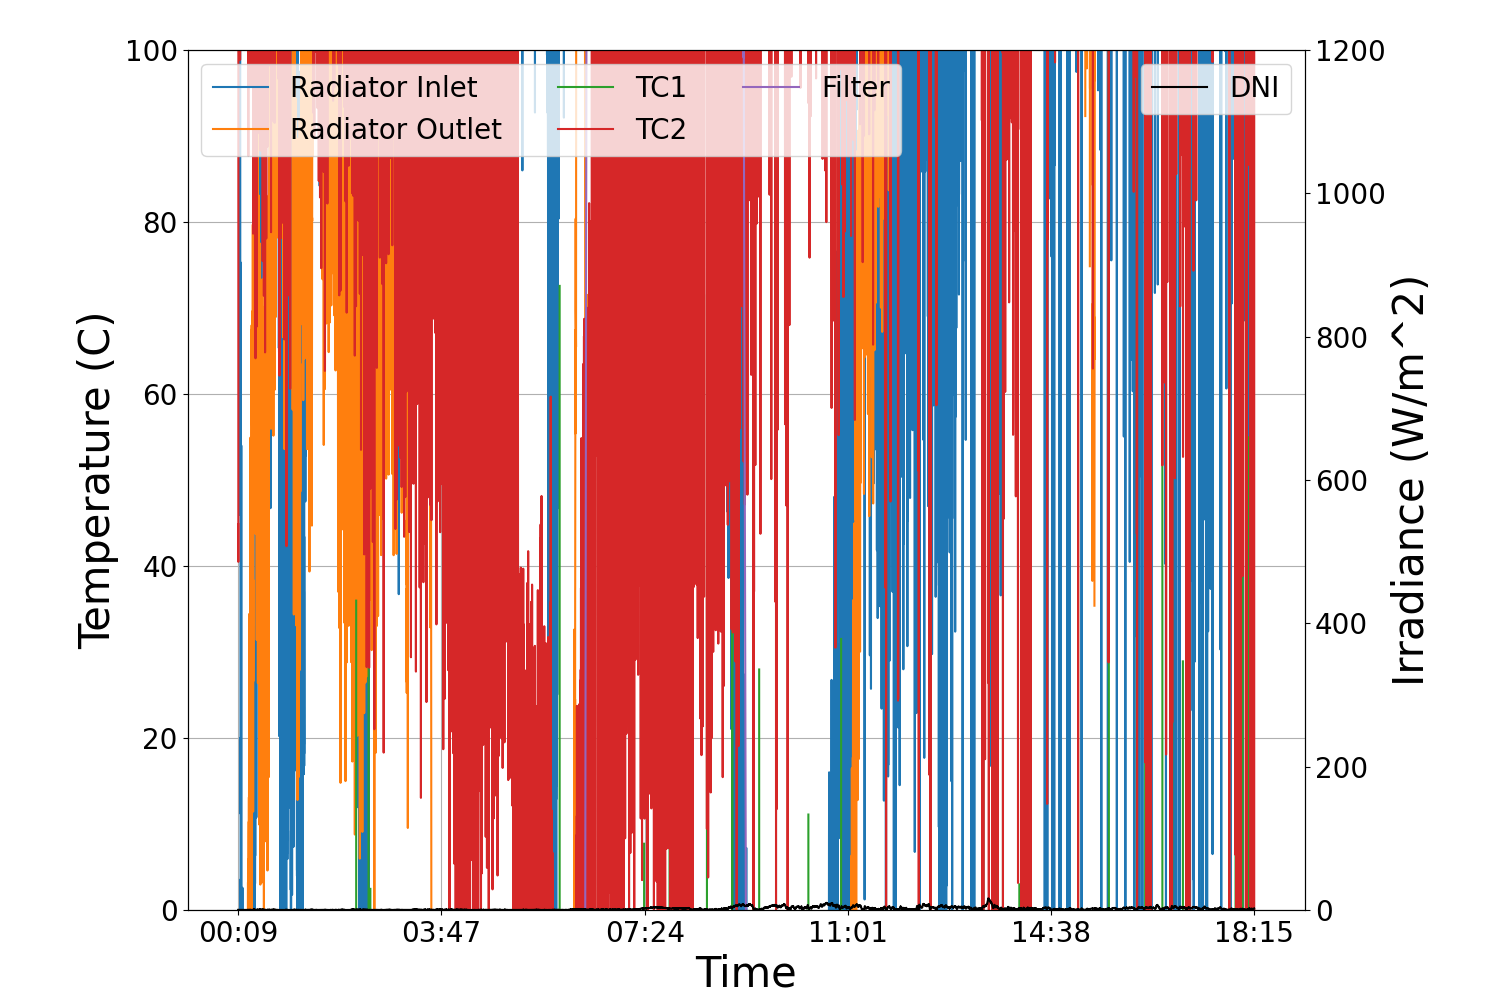 100
80
60
40
20
0
Temperature (C)
Radiator Inlet
Radiator Outlet
TC1
TC2
Filter
DNI
1200
1000
800
600
400
200
0
Irradiance (W/m^2)
00:09
03:47
07:24
11:01
14:38
18:15
Time